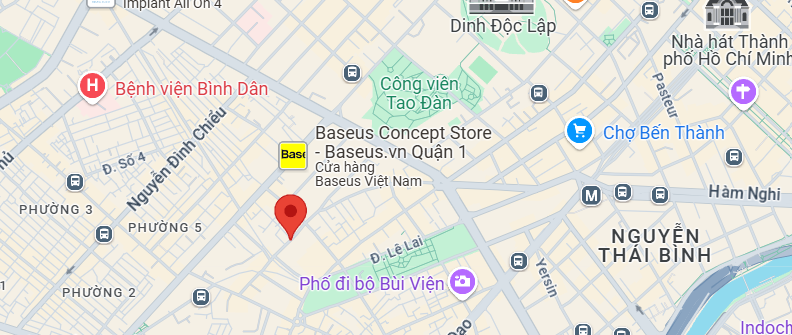 Implant All On 4
Dinh Độc Lập
Nhà hát Thành
phố Hồ Chí Minh
Bệnh viện Bình Dân
Công viên
Tao Đàn
Pasteur
Baseus Concept Store
- Baseus.vn Quận 1
Cửa hàng
Baseus Việt Nam
Base
Chợ Bến Thành
Nguyễn Đình Chiểu
Đ. Số 4
M
H
Hàm Nghi
PHƯỜNG 3
PHƯỜNG 5
Đ. Lê Lai
NGUYỄN
THÁI BÌNH
Phố đi bộ Bùi Viện
Yersin
PHƯỜNG 2
Indoch